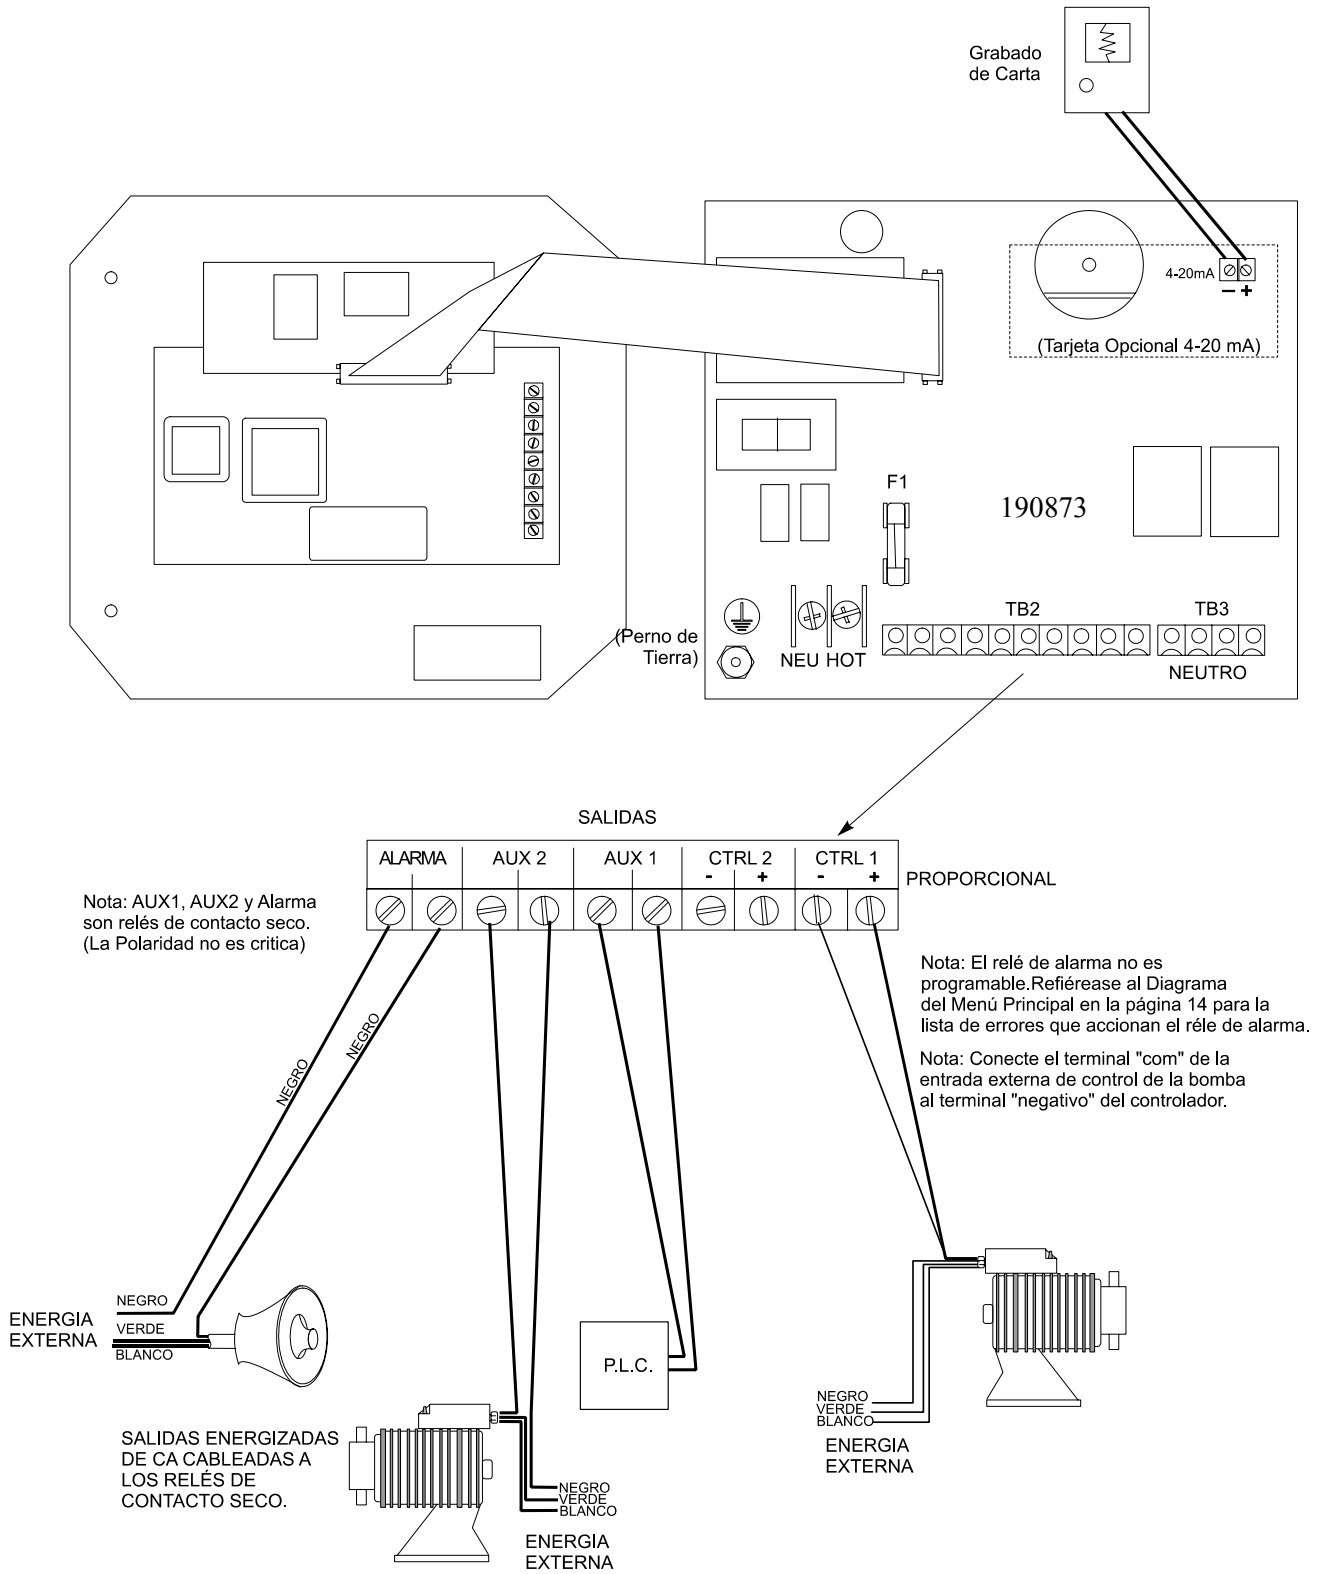 Grabado
de Carta
4-20mA
- +
(Tarjeta Opcional 4-20 mA)
F1
190873
TB2
TB3
(Perno de
Tierra)
NEU HOT
NEUTRO
SALIDAS
ALARMA AUX 2 AUX 1 CTRL 2 CTRL 1
- + - +
PROPORCIONAL
Nota: AUX1, AUX2 y Alarma
son relés de contacto seco.
(La Polaridad no es critica)
Nota: El relé de alarma no es
programable.Refiérease al Diagrama
del Menú Principal en la página 14 para la
lista de errores que accionan el réle de alarma.
Nota: Conecte el terminal "com" de la
entrada externa de control de la bomba
al terminal "negativo" del controlador.
NEGRO
NEGRO
ENERGIA
EXTERNA
NEGRO
VERDE
BLANCO
P.L.C.
SALIDAS ENERGIZADAS
DE CA CABLEADAS A
LOS RELÉS DE
CONTACTO SECO.
NEGRO
VERDE
BLANCO
ENERGIA
EXTERNA
NEGRO
VERDE
BLANCO
ENERGIA
EXTERNA